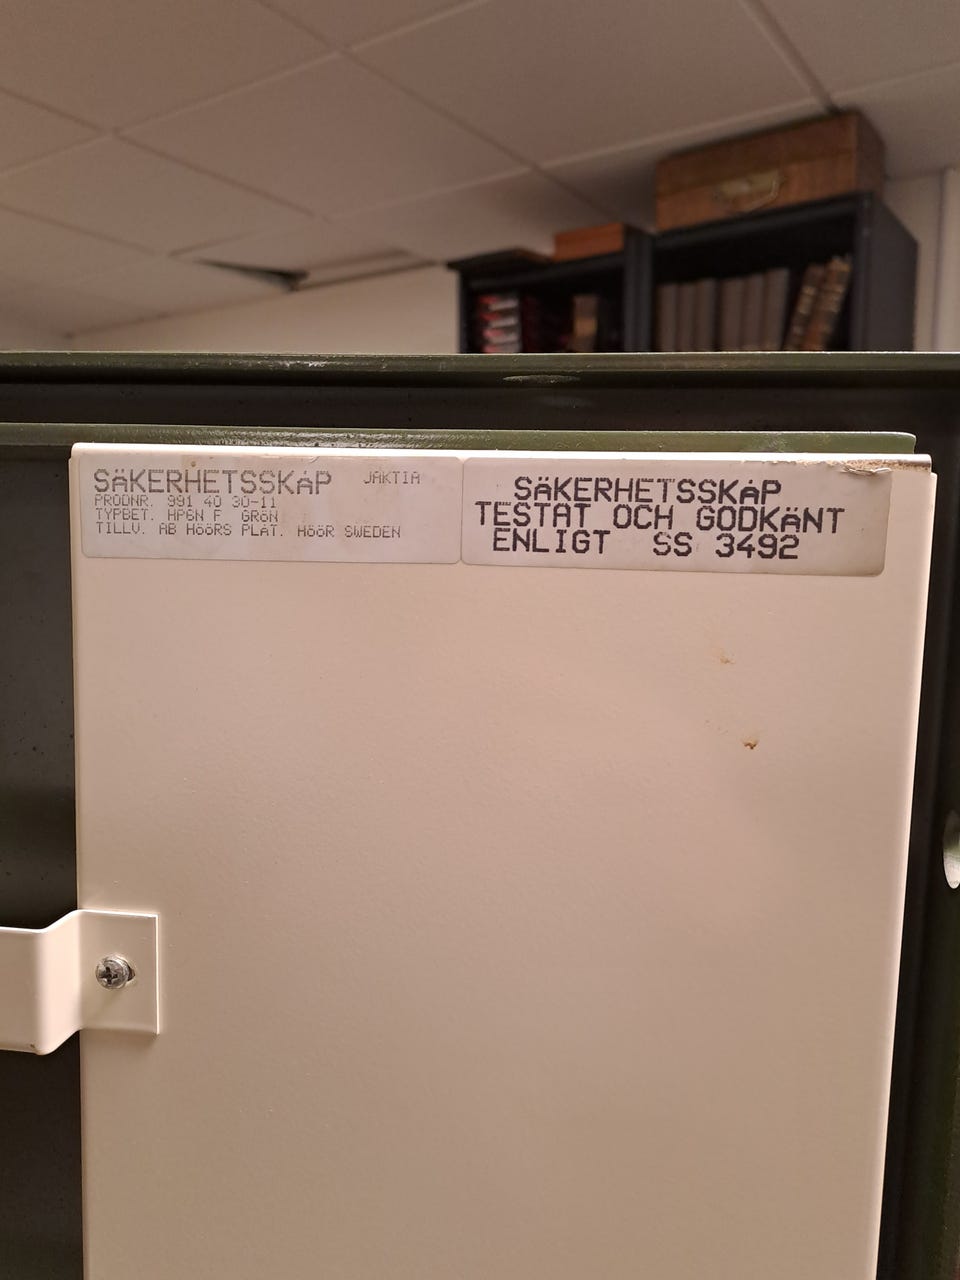 SÄKERHETSSKÅP JAKTIA
PRODNR. 991 40 30-11
TYPBET. HP6N F GRÖN
TILLV. AB HÖÖRS PLÅT. HÖÖR SWEDEN
SÄKERHETSSKÅP
TESTAT OCH GODKÄNT
ENLIGT SS 3492